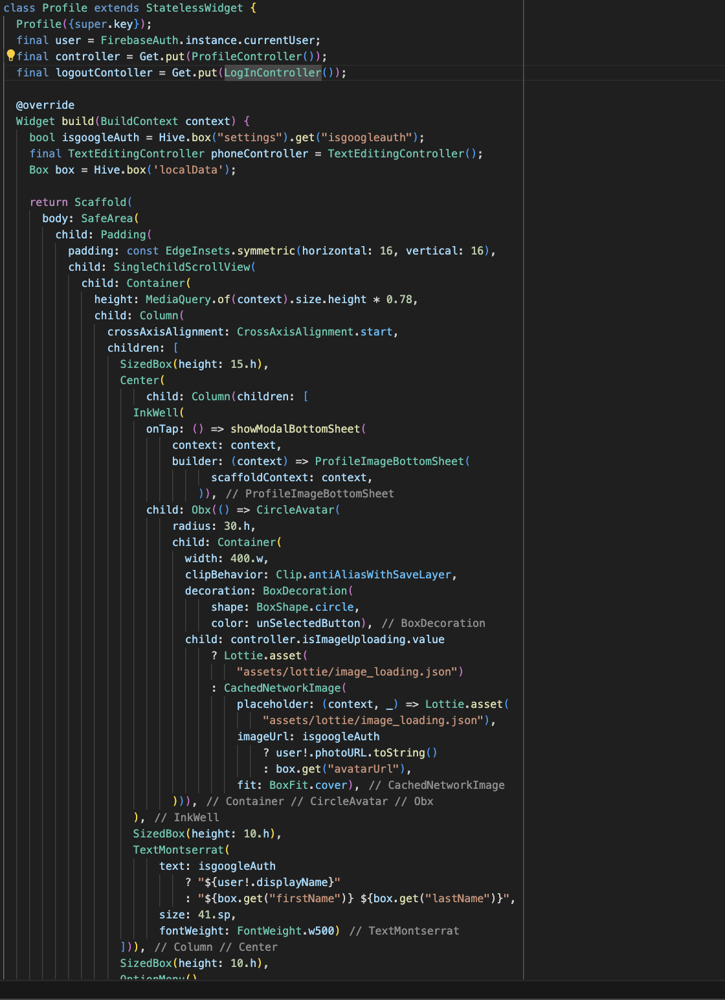 class Profile extends StatelessWidget {
Profile({super.key});
final user = FirebaseAuth.instance.currentUser;
final controller = Get.put(ProfileController());
final logoutContoller = Get.put(LogInController());
@override
Widget build(BuildContext context) {
bool isgoogleAuth = Hive.box("settings").get("isgoogleauth");
final TextEditingController phoneController = TextEditingController();
Box box = Hive.box('localData');
return Scaffold(
body: SafeArea(
child: Padding(
padding: const EdgeInsets.symmetric(horizontal: 16, vertical: 16),
child: SingleChildScrollView(
child: Container(
height: MediaQuery.of(context).size.height * 0.78,
child: Column(
crossAxisAlignment: CrossAxisAlignment.start,
children: [
SizedBox(height: 15.h),
Center(
child: Column(children: [
InkWell(
onTap: () => showModalBottomSheet(
context: context,
builder: (context) => ProfileImageBottomSheet(
scaffoldContext: context,
)), // ProfileImageBottomSheet
child: Obx(() => CircleAvatar(
radius: 30.h,
child: Container(
width: 400.w,
clipBehavior: Clip.antiAliasWithSaveLayer,
decoration: BoxDecoration(
shape: BoxShape.circle,
color: unSelectedButton), // BoxDecoration
child: controller.isImageUploading.value
? Lottie.asset(
"assets/lottie/image_loading.json")
: CachedNetworkImage(
placeholder: (context, _) => Lottie.asset(
"assets/lottie/image_loading.json"),
imageUrl: isgoogleAuth
? user!.photoURL.toString()
: box.get("avatarUrl"),
fit: BoxFit.cover), // CachedNetworkImage
))), // Container // CircleAvatar // Obx
), // InkWell
SizedBox(height: 10.h),
TextMontserrat(
text: isgoogleAuth
? "${user!.displayName}"
: "${box.get("firstName")} ${box.get("lastName")}",
size: 41.sp,
fontWeight: FontWeight.w500) // TextMontserrat
])), // Column // Center
SizedBox(height: 10.h),
OptionMenu()